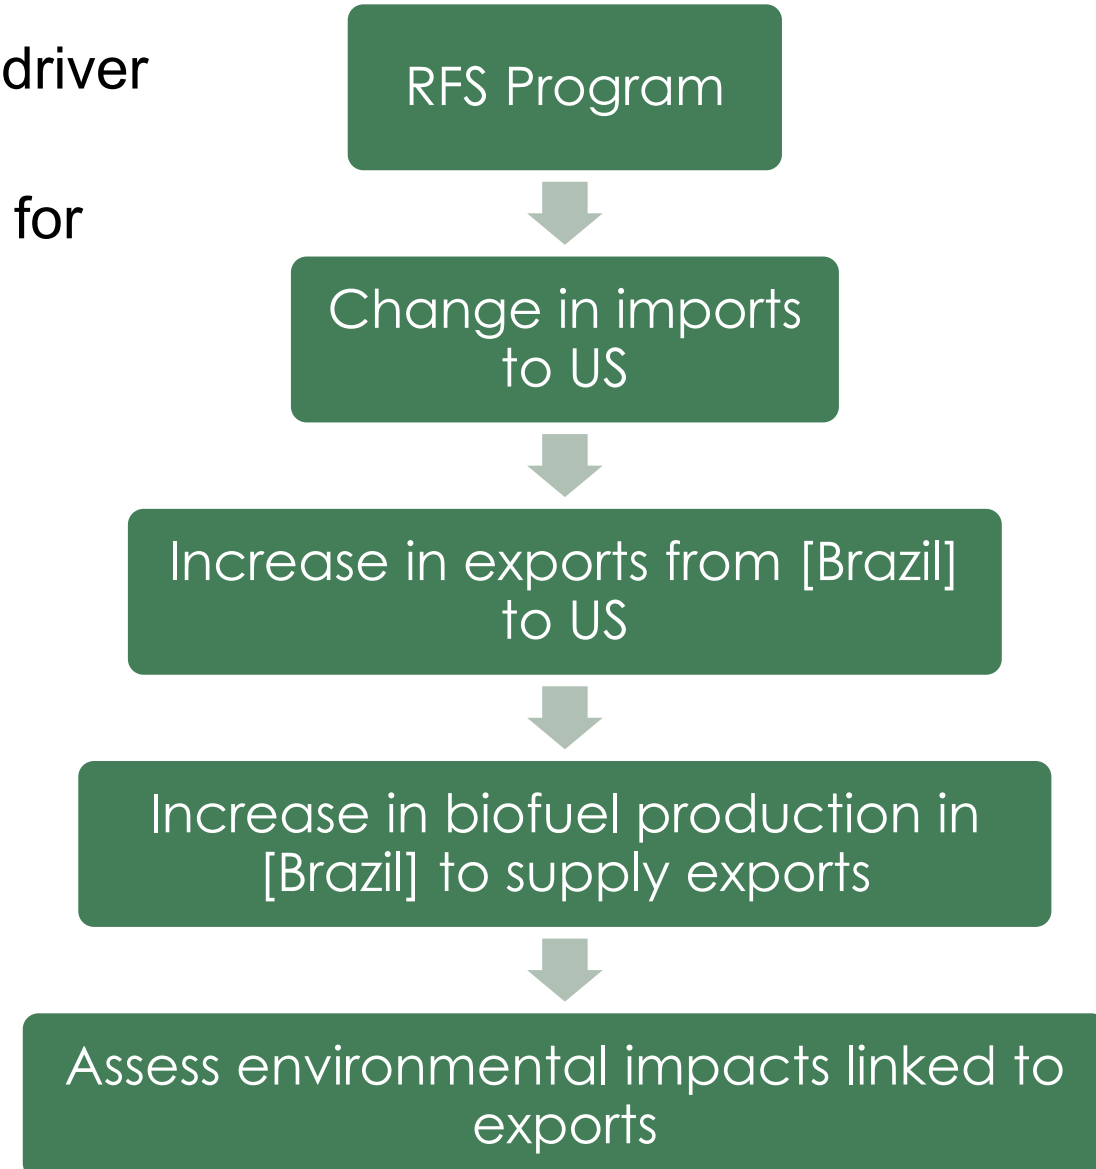 driver
RFS Program
for
Change in imports
to US
Increase in exports from [Brazil]
to US
Increase in biofuel production in
[Brazil] to supply exports
Assess environmental impacts linked to
exports